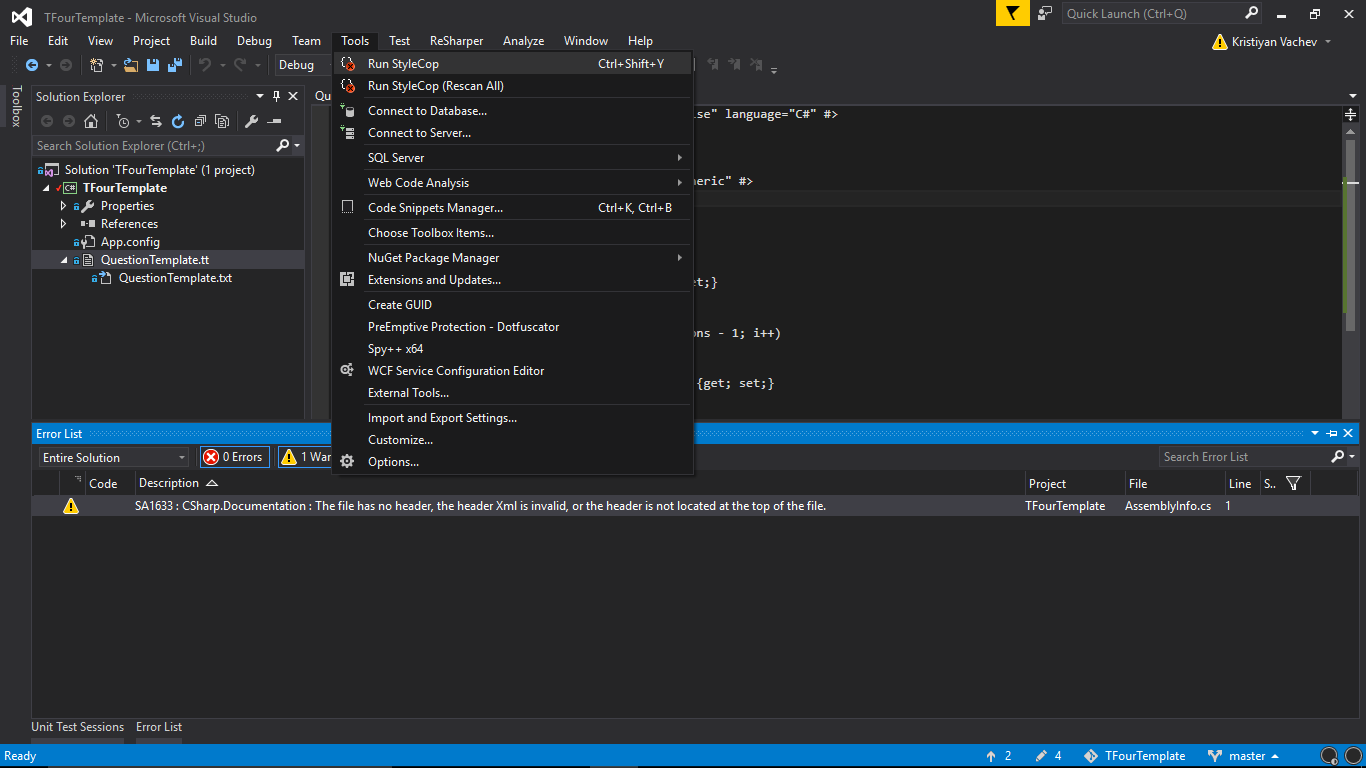 TFourTemplate - Microsoft Visual Studio
Quick Launch (Ctrl+Q)
File Edit View Project Build Debug Team Tools Test ReSharper Analyze Window Help
Kristiyan Vachev
Debug
Toolbox
Solution Explorer
Search Solution Explorer (Ctrl+;)
Solution 'TFourTemplate' (1 project)
C# TFourTemplate
Properties
References
App.config
QuestionTemplate.tt
QuestionTemplate.txt
Run StyleCop Ctrl+Shift+Y
Run StyleCop (Rescan All)
Connect to Database...
Connect to Server...
SQL Server
Web Code Analysis
Code Snippets Manager... Ctrl+K, Ctrl+B
Choose Toolbox Items...
NuGet Package Manager
Extensions and Updates...
Create GUID
PreEmptive Protection - Dotfuscator
Spy++ x64
WCF Service Configuration Editor
External Tools...
Import and Export Settings...
Customize...
Options...
Qu
se" language="C#" #>
eric" #>
et;}
ons - 1; i++)
{get; set;}
Error List
Entire Solution 0 Errors 1 War
Search Error List
Code Description Project File Line S..
SA1633 : CSharp.Documentation : The file has no header, the header Xml is invalid, or the header is not located at the top of the file. TFourTemplate AssemblyInfo.cs 1
Unit Test Sessions Error List
Ready 2 4 TFourTemplate master